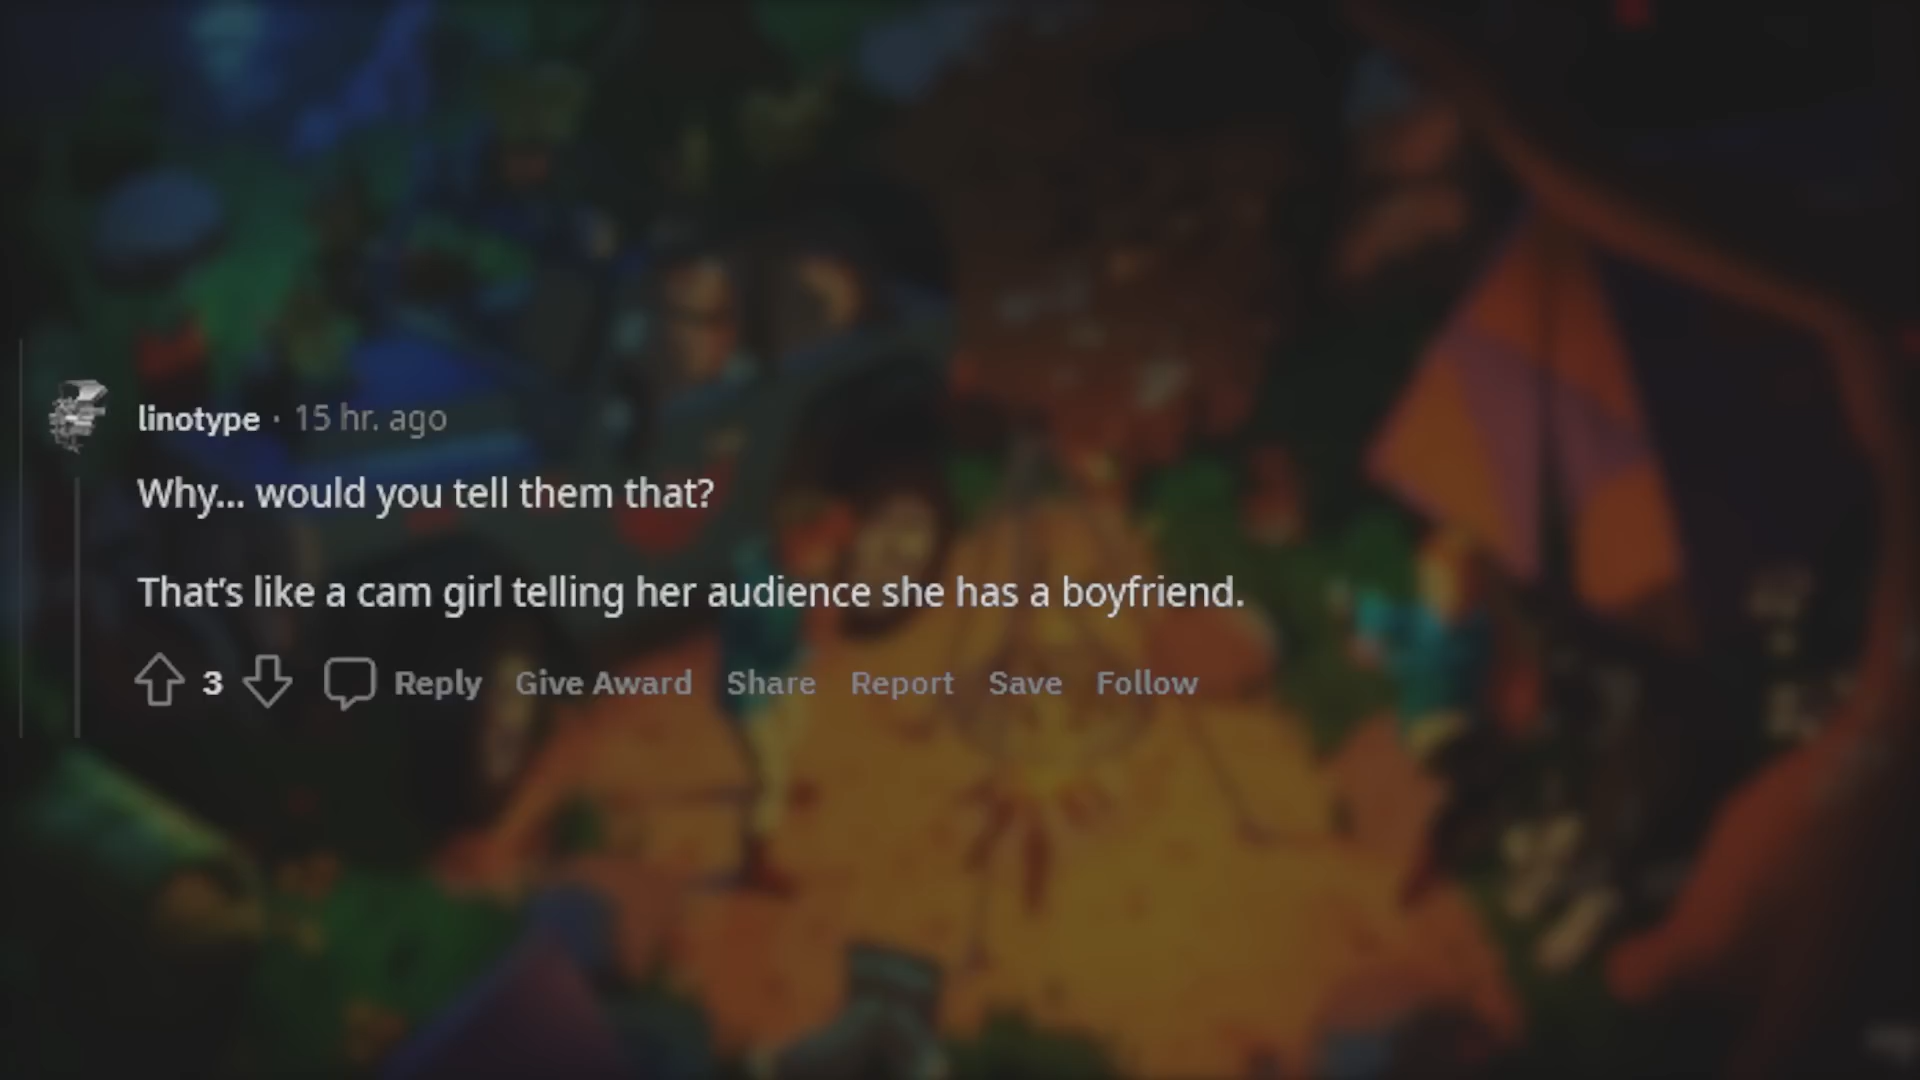 linotype · 15 hr. ago
Why... would you tell them that?
That's like a cam girl telling her audience she has a boyfriend.
3 Reply Give Award Share Report Save Follow